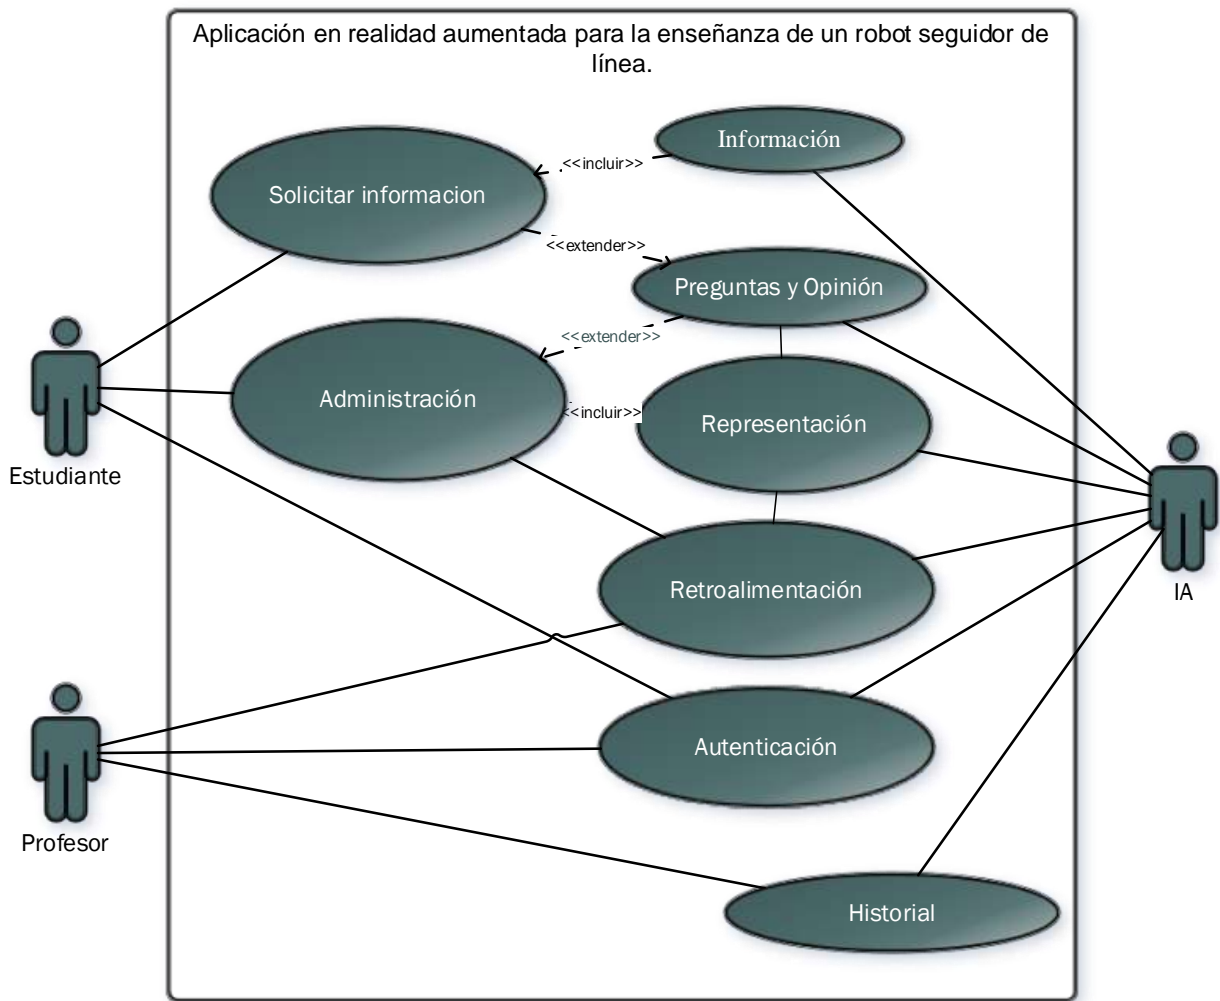 Aplicación en realidad aumentada para la enseñanza de un robot seguidor de
línea.
Información
<<incluir>>
Solicitar informacion
<<extender>>
Preguntas y Opinión
<<extender>>
Administración
<<incluir>>
Representación
Estudiante
Retroalimentación
IA
Autenticación
Profesor
Historial